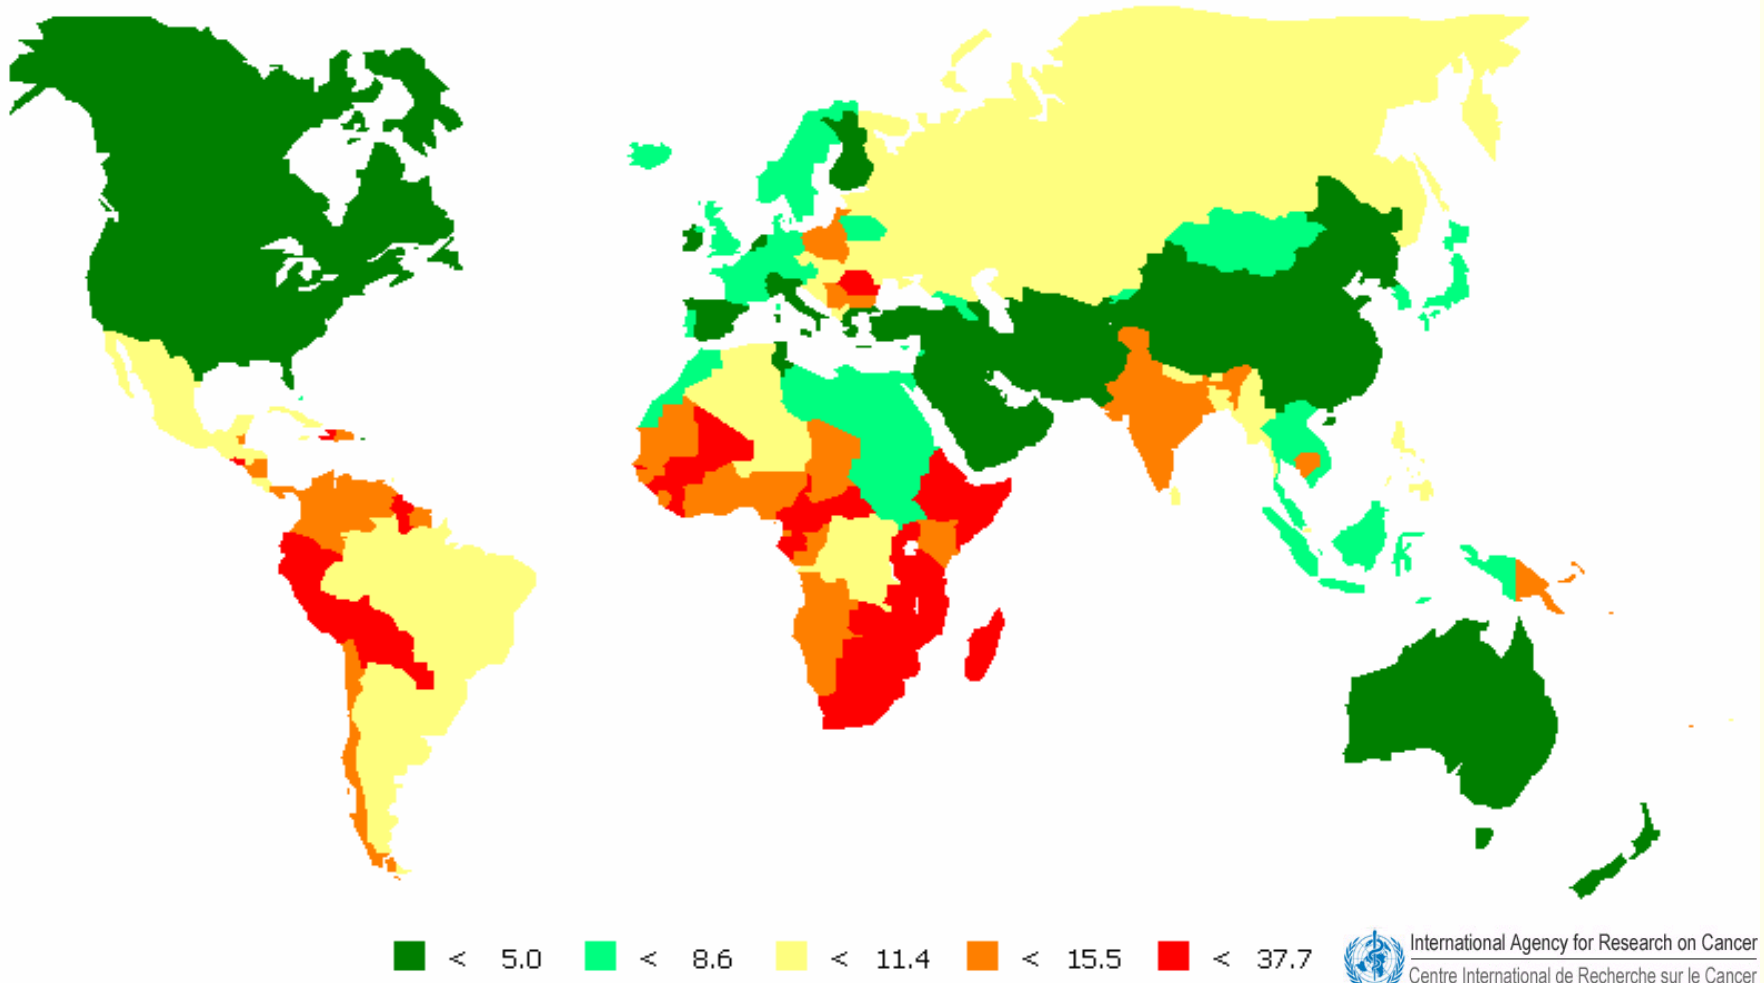 < 5.0 < 8.6 < 11.4 < 15.5 < 37.7
International Agency for Research on Cancer
Centre International de Recherche sur le Cancer